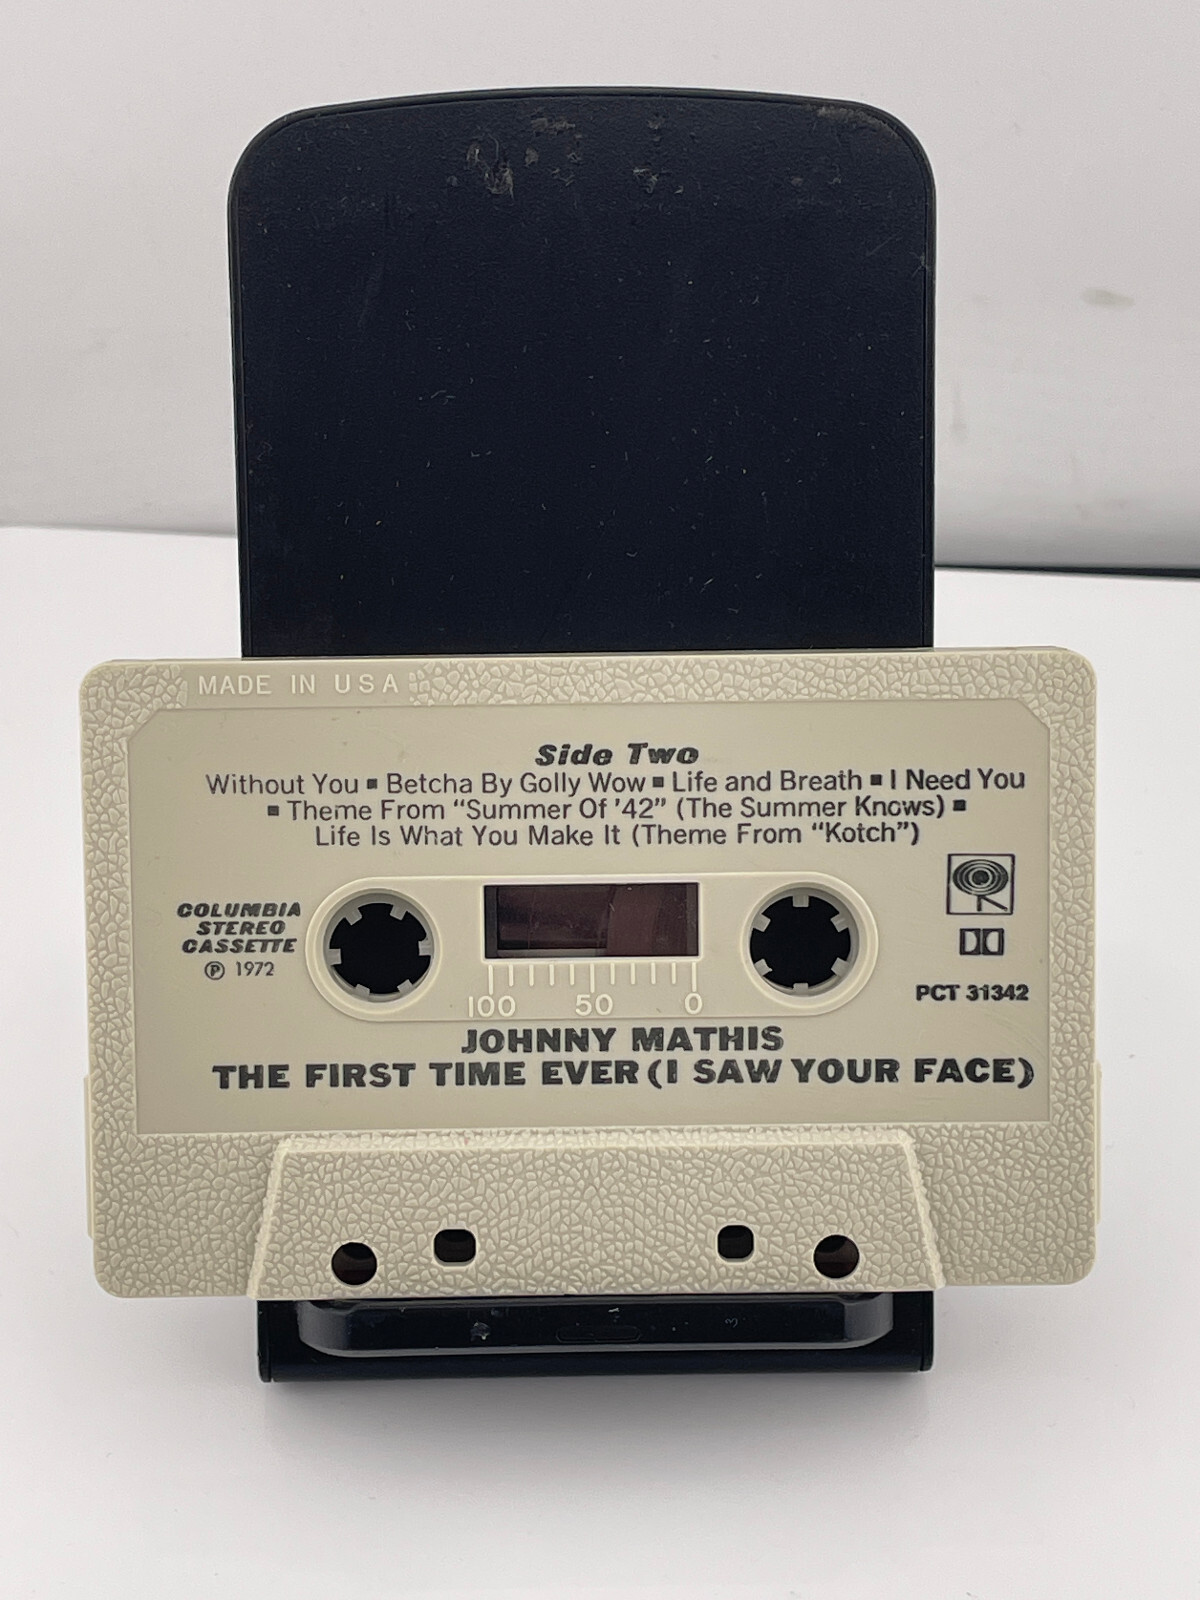 MADE IN USA
Side Two
Without You ▪ Betcha By Golly Wow ▪ Life and Breath ▪ I Need You
▪ Theme From “Summer Of '42” (The Summer Knows) ▪
Life Is What You Make It (Theme From “Kotch”)
COLUMBIA
STEREO
CASSETTE
℗ 1972
100 50 0
PCT 31342
JOHNNY MATHIS
THE FIRST TIME EVER (I SAW YOUR FACE)